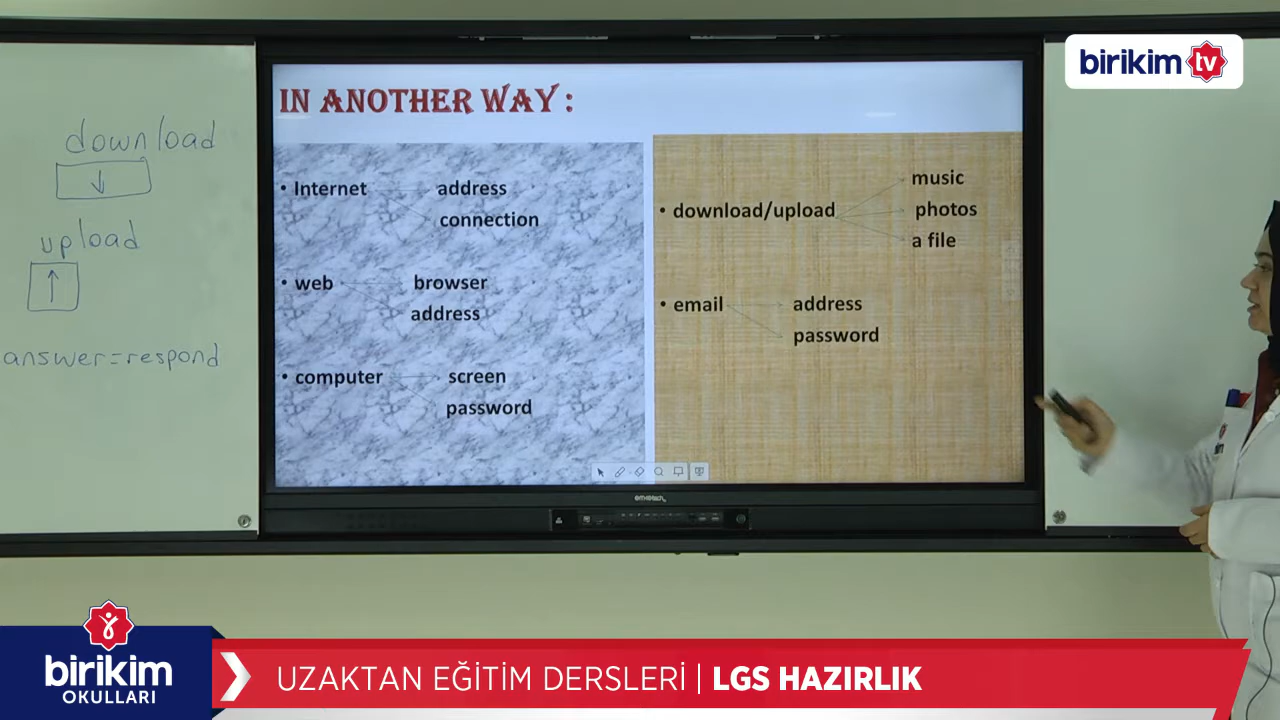 birikim tv
IN ANOTHER WAY :
download
upload
answer=respond
• Internet
address
connection
• web
browser
address
• computer
screen
password
• download/upload
music
photos
a file
• email
address
password
birikim
OKULLARI
UZAKTAN EĞİTİM DERSLERİ | LGS HAZIRLIK